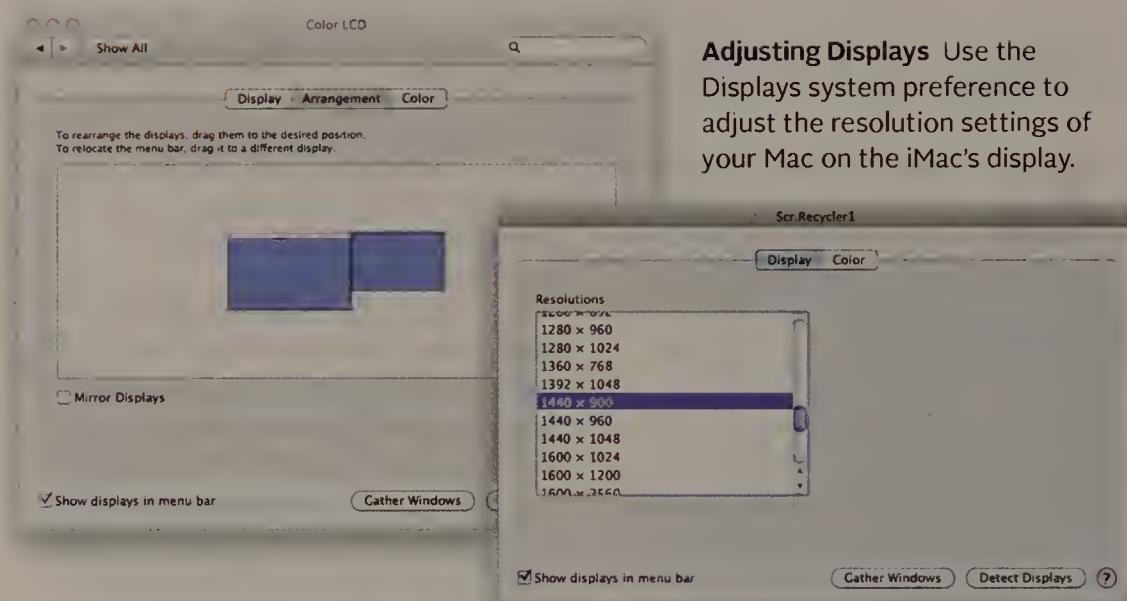 Color LCD
Show All
Display Arrangement Color
To rearrange the displays, drag them to the desired position.
To relocate the menu bar, drag it to a different display.
Mirror Displays
Show displays in menu bar
Gather Windows
Adjusting Displays Use the
Displays system preference to
adjust the resolution settings of
your Mac on the iMac's display.
Scr.Recycler1
Display Color
Resolutions
1280 × 960
1280 × 1024
1360 × 768
1392 × 1048
1440 × 900
1440 × 960
1440 × 1048
1600 × 1024
1600 × 1200
Show displays in menu bar
Gather Windows Detect Displays ?